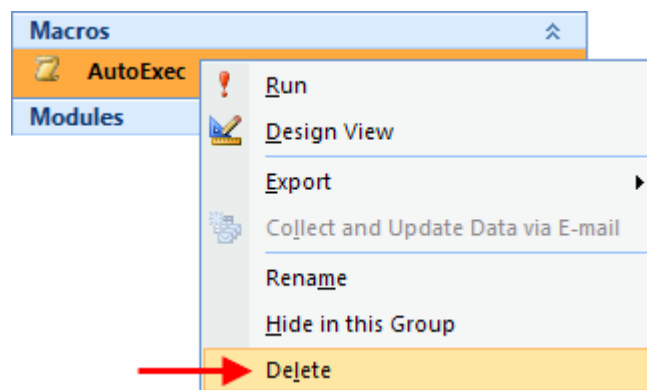 Macros
AutoExec
Modules
Run
Design View
Export
Collect and Update Data via E-mail
Rename
Hide in this Group
Delete